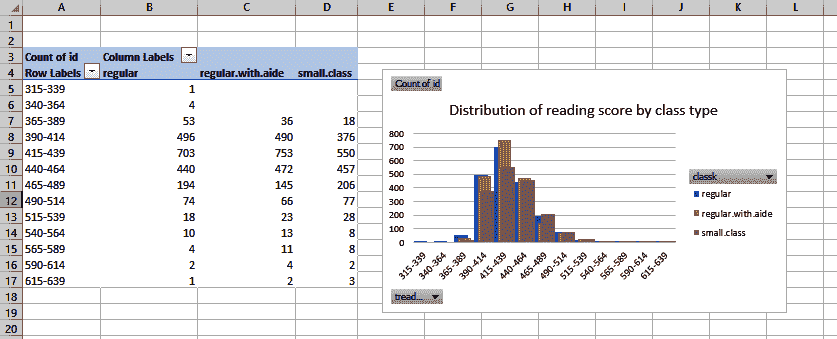 A B C D E F G H I J K L
1
2
3 Count of id Column Labels
4 Row Labels regular regular.with.aide small.class
5 315-339 1
6 340-364 4
7 365-389 53 36 18
8 390-414 496 490 376
9 415-439 703 753 550
10 440-464 440 472 457
11 465-489 194 145 206
12 490-514 74 66 77
13 515-539 18 23 28
14 540-564 10 13 8
15 565-589 4 11 8
16 590-614 2 4 2
17 615-639 1 2 3
18
19
20
Count of id
Distribution of reading score by class type
800
700
600
500
400
300
200
100
0
315-339 340-364 365-389 390-414 415-439 440-464 465-489 490-514 515-539 540-564 565-589 590-614 615-639
classk
regular
regular.with.aide
small.class
tread...